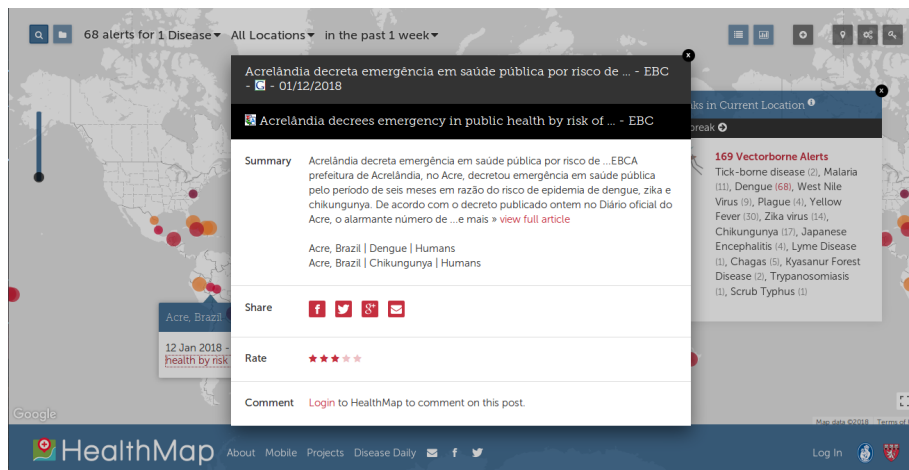 68 alerts for 1 Disease All Locations in the past 1 week
Acrelândia decreta emergência em saúde pública por risco de ... - EBC
- G - 01/12/2018
Acrelândia decrees emergency in public health by risk of ... - EBC
Summary
Acrelândia decreta emergência em saúde pública por risco de ...EBCA
prefeitura de Acrelândia, no Acre, decretou emergência em saúde pública
pelo período de seis meses em razão do risco de epidemia de dengue, zika e
chikungunya. De acordo com o decreto publicado ontem no Diário oficial do
Acre, o alarmante número de ...e mais » view full article
Acre, Brazil | Dengue | Humans
Acre, Brazil | Chikungunya | Humans
Share
Rate
Comment
Login to HealthMap to comment on this post.
in Current Location
169 Vectorborne Alerts
Tick-borne disease (2), Malaria
(11), Dengue (68), West Nile
Virus (9), Plague (4), Yellow
Fever (30), Zika virus (14),
Chikungunya (17), Japanese
Encephalitis (4), Lyme Disease
(1), Chagas (5), Kyasanur Forest
Disease (2), Trypanosomiasis
(1), Scrub Typhus (1)
Acre, Brazil
12 Jan 2018 -
health by risk
Google
Map data ©2018 Terms of
HealthMap
About Mobile Projects Disease Daily
Log In